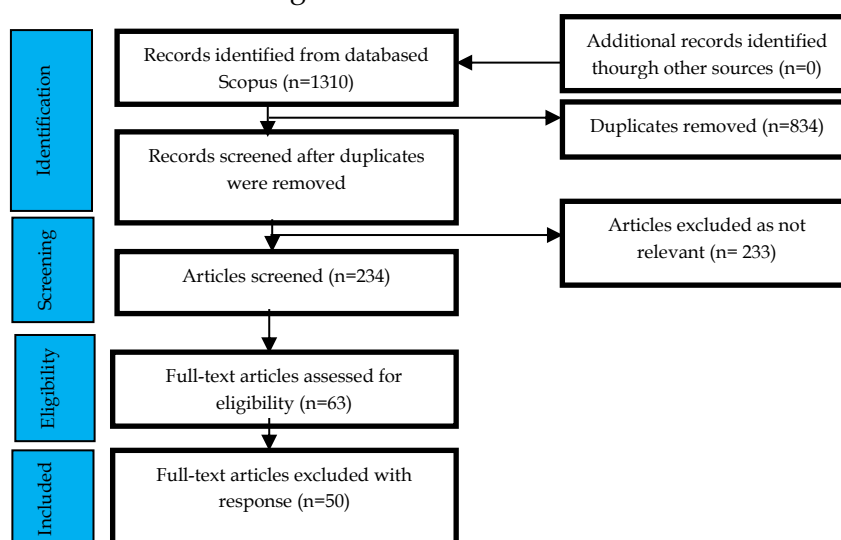 Identification
Records identified from databased
Scopus (n=1310)
Additional records identified
thourgh other sources (n=0)
Duplicates removed (n=834)
Records screened after duplicates
were removed
Screening
Articles excluded as not
relevant (n= 233)
Articles screened (n=234)
Eligibility
Full-text articles assessed for
eligibility (n=63)
Included
Full-text articles excluded with
response (n=50)